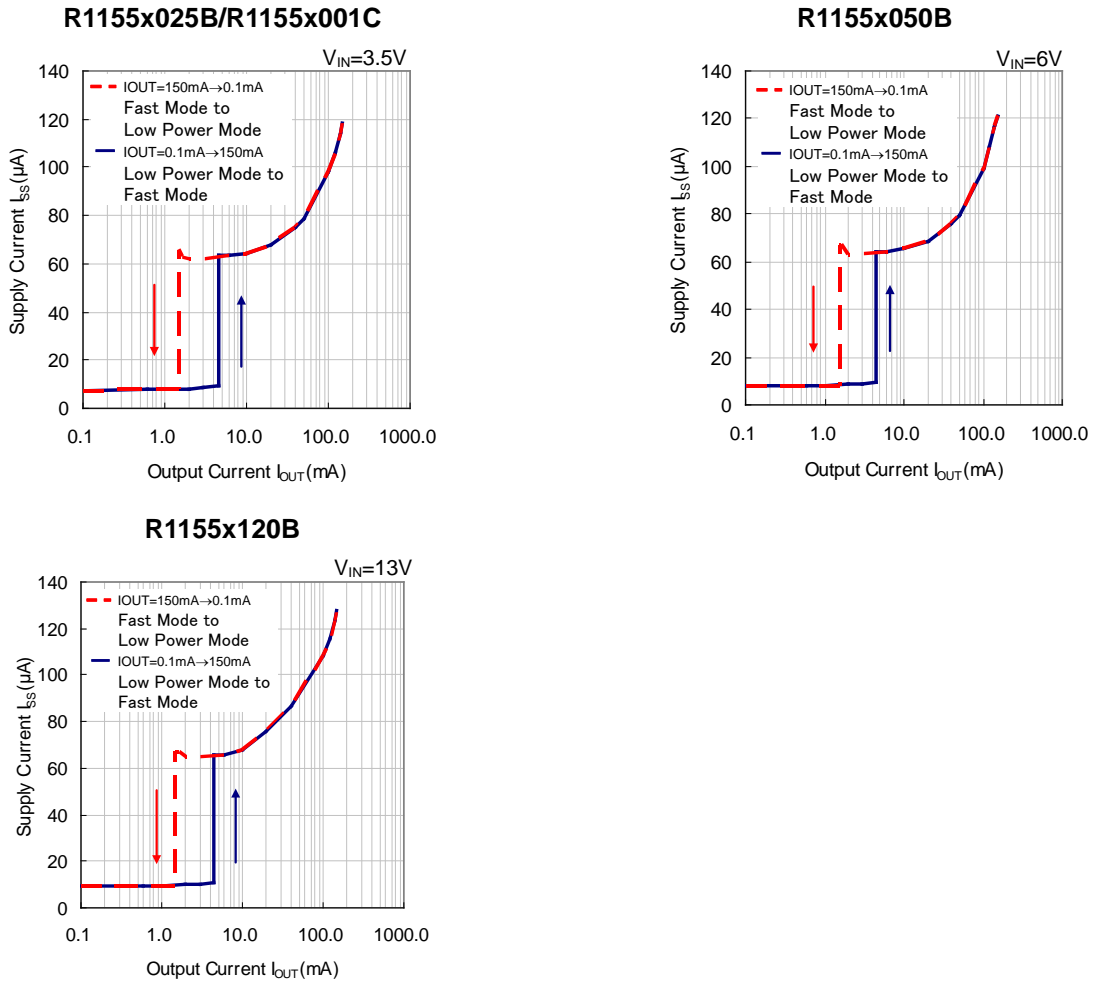 R1155x025B/R1155x001C
VIN=3.5V
140
120
100
80
60
40
20
0
Supply Current ISS(μA)
IOUT=150mA→0.1mA
Fast Mode to
Low Power Mode
IOUT=0.1mA→150mA
Low Power Mode to
Fast Mode
0.1 1.0 10.0 100.0 1000.0
Output Current IOUT(mA)
R1155x050B
VIN=6V
140
120
100
80
60
40
20
0
Supply Current ISS(μA)
IOUT=150mA→0.1mA
Fast Mode to
Low Power Mode
IOUT=0.1mA→150mA
Low Power Mode to
Fast Mode
0.1 1.0 10.0 100.0 1000.0
Output Current IOUT(mA)
R1155x120B
VIN=13V
140
120
100
80
60
40
20
0
Supply Current ISS(μA)
IOUT=150mA→0.1mA
Fast Mode to
Low Power Mode
IOUT=0.1mA→150mA
Low Power Mode to
Fast Mode
0.1 1.0 10.0 100.0 1000.0
Output Current IOUT(mA)